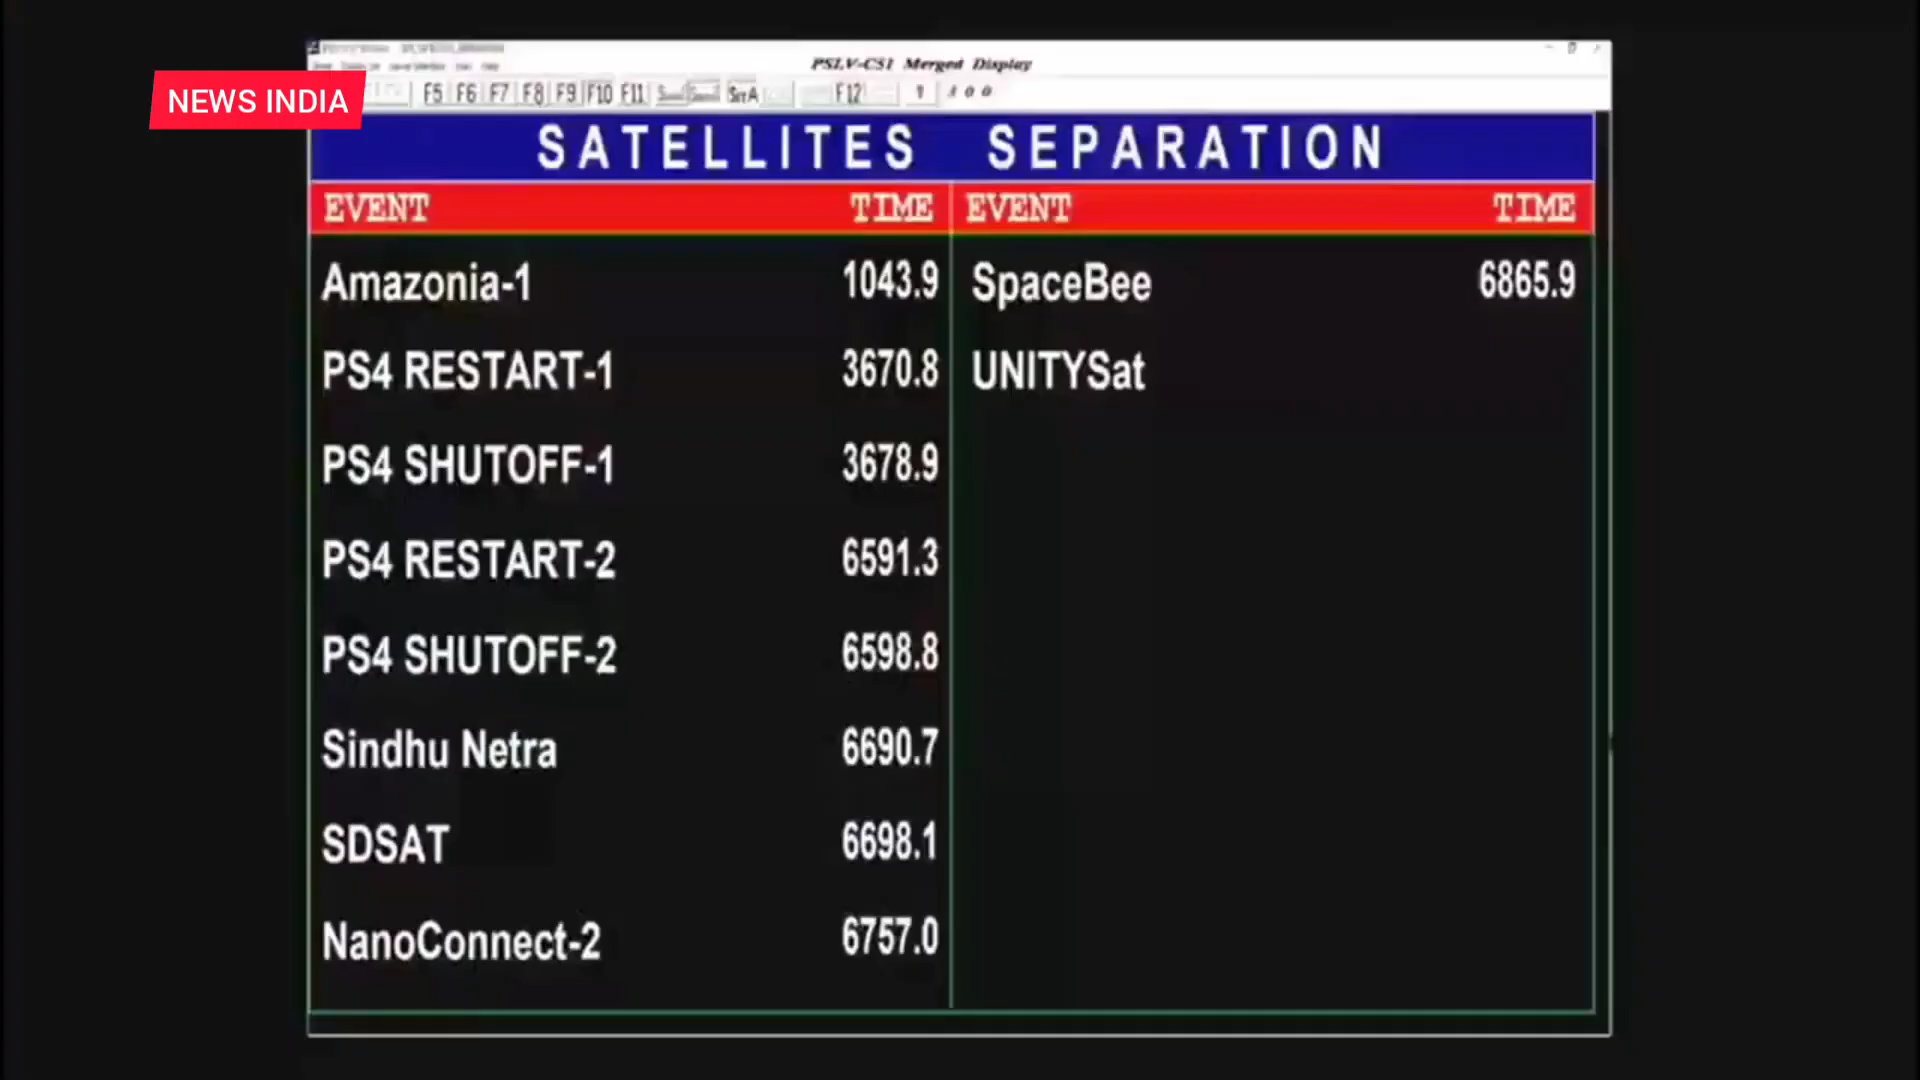 PSLV-C51 Merged Display
NEWS INDIA
F5 F6 F7 F8 F9 F10 F11 ScrA F12
SATELLITES SEPARATION
EVENT TIME EVENT TIME
Amazonia-1 1043.9 SpaceBee 6865.9
PS4 RESTART-1 3670.8 UNITYSat
PS4 SHUTOFF-1 3678.9
PS4 RESTART-2 6591.3
PS4 SHUTOFF-2 6598.8
Sindhu Netra 6690.7
SDSAT 6698.1
NanoConnect-2 6757.0